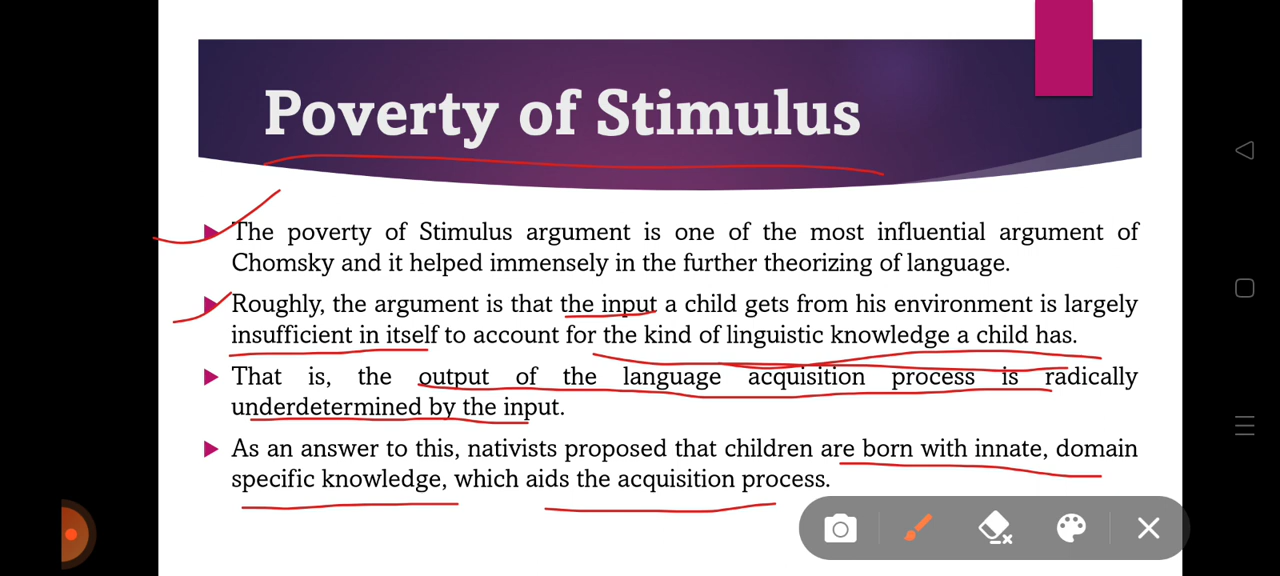 Poverty of Stimulus
The poverty of Stimulus argument is one of the most influential argument of
Chomsky and it helped immensely in the further theorizing of language.
Roughly, the argument is that the input a child gets from his environment is largely
insufficient in itself to account for the kind of linguistic knowledge a child has.
That is, the output of the language acquisition process is radically
underdetermined by the input.
As an answer to this, nativists proposed that children are born with innate, domain
specific knowledge, which aids the acquisition process.